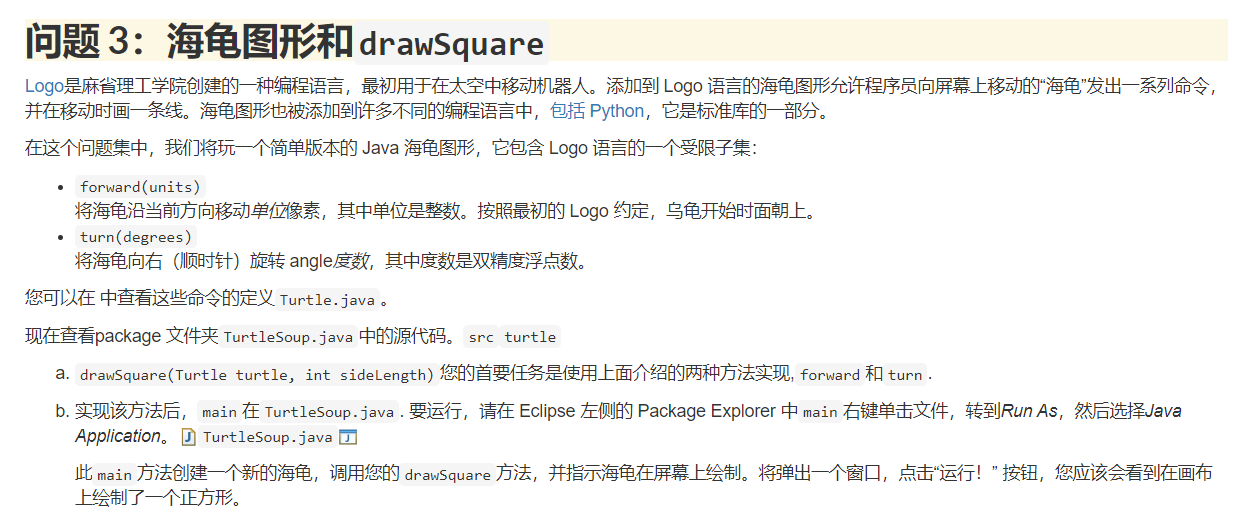 问题 3：海龟图形和drawSquare
Logo是麻省理工学院创建的一种编程语言，最初用于在太空中移动机器人。添加到 Logo 语言的海龟图形允许程序员向屏幕上移动的“海龟”发出一系列命令，
并在移动时画一条线。海龟图形也被添加到许多不同的编程语言中，包括 Python，它是标准库的一部分。
在这个问题集中，我们将玩一个简单版本的 Java 海龟图形，它包含 Logo 语言的一个受限子集：
• forward(units)
将海龟沿当前方向移动单位像素，其中单位是整数。按照最初的 Logo 约定，乌龟开始时面朝上。
• turn(degrees)
将海龟向右（顺时针）旋转 angle度数，其中度数是双精度浮点数。
您可以在 中查看这些命令的定义 Turtle.java 。
现在查看package 文件夹 TurtleSoup.java 中的源代码。 src turtle
a. drawSquare(Turtle turtle, int sideLength) 您的首要任务是使用上面介绍的两种方法实现, forward 和 turn .
b. 实现该方法后， main 在 TurtleSoup.java . 要运行，请在 Eclipse 左侧的 Package Explorer 中 main 右键单击文件，转到Run As，然后选择Java
Application。 TurtleSoup.java
此 main 方法创建一个新的海龟，调用您的 drawSquare 方法，并指示海龟在屏幕上绘制。将弹出一个窗口，点击“运行！” 按钮，您应该会看到在画布
上绘制了一个正方形。